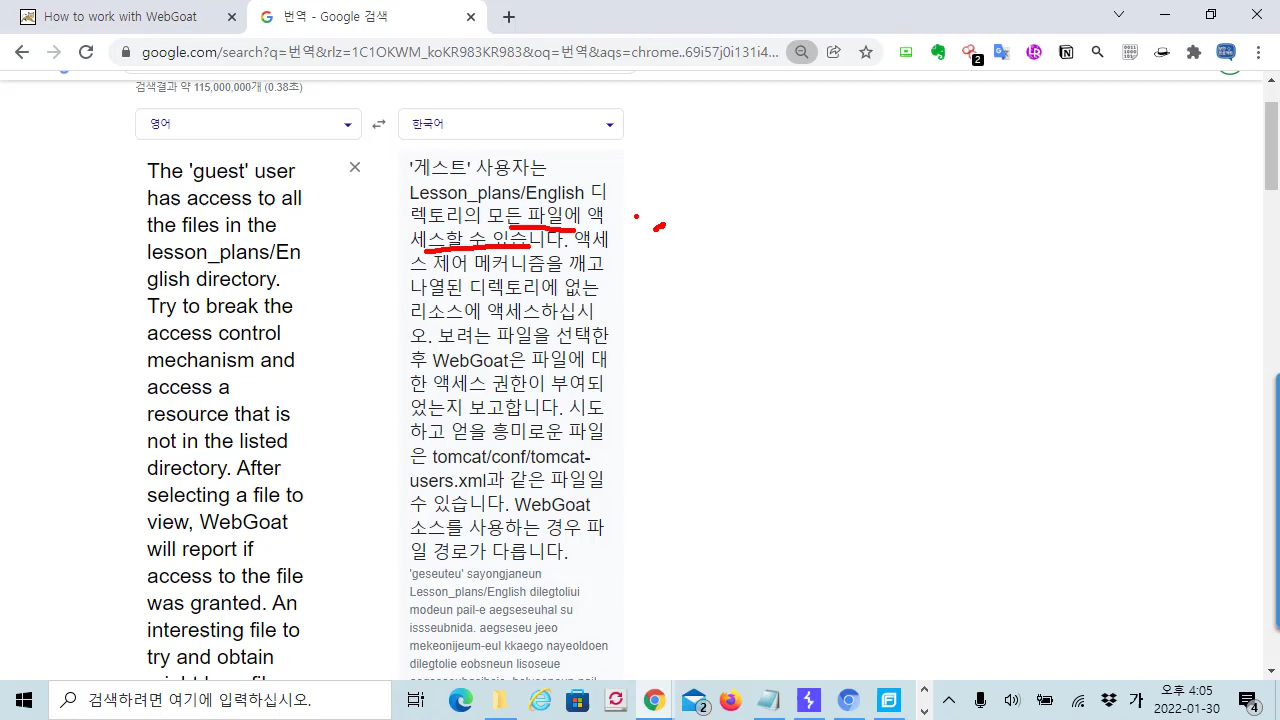 How to work with WebGoat
번역 - Google 검색
google.com/search?q=번역&rlz=1C1OKWM_koKR983KR983&oq=번역&aqs=chrome..69i57j0i131i4...
2
검색결과 약 115,000,000개 (0.38초)
영어
한국어
The 'guest' user
has access to all
the files in the
lesson_plans/En
glish directory.
Try to break the
access control
mechanism and
access a
resource that is
not in the listed
directory. After
selecting a file to
view, WebGoat
will report if
access to the file
was granted. An
interesting file to
try and obtain
'게스트' 사용자는
Lesson_plans/English 디
렉토리의 모든 파일에 액
세스할 수 있습니다. 액세
스 제어 메커니즘을 깨고
나열된 디렉토리에 없는
리소스에 액세스하십시
오. 보려는 파일을 선택한
후 WebGoat은 파일에 대
한 액세스 권한이 부여되
었는지 보고합니다. 시도
하고 얻을 흥미로운 파일
은 tomcat/conf/tomcat-
users.xml과 같은 파일일
수 있습니다. WebGoat
소스를 사용하는 경우 파
일 경로가 다릅니다.
'geseuteu' sayongjaneun
Lesson_plans/English dilegtoliui
modeun pail-e aegseseuhal su
issseubnida. aegseseu jeeo
mekeonijeum-eul kkaego nayeoldoen
dilegtolie eobsneun lisoseue
검색하려면 여기에 입력하십시오.
2
가
오후 4:05
2022-01-30
4